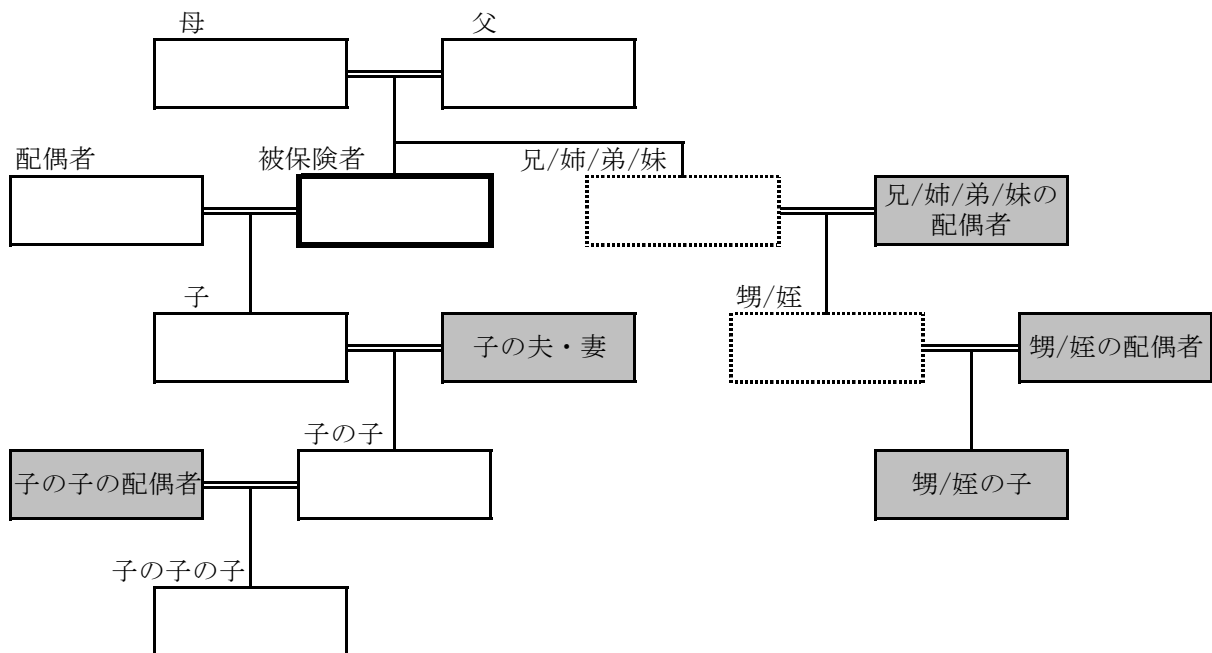 母
父
配偶者
被保険者
兄/姉/弟/妹
兄/姉/弟/妹の
配偶者
子
甥/姪
子の夫・妻
甥/姪の配偶者
子の子
子の子の配偶者
甥/姪の子
子の子の子